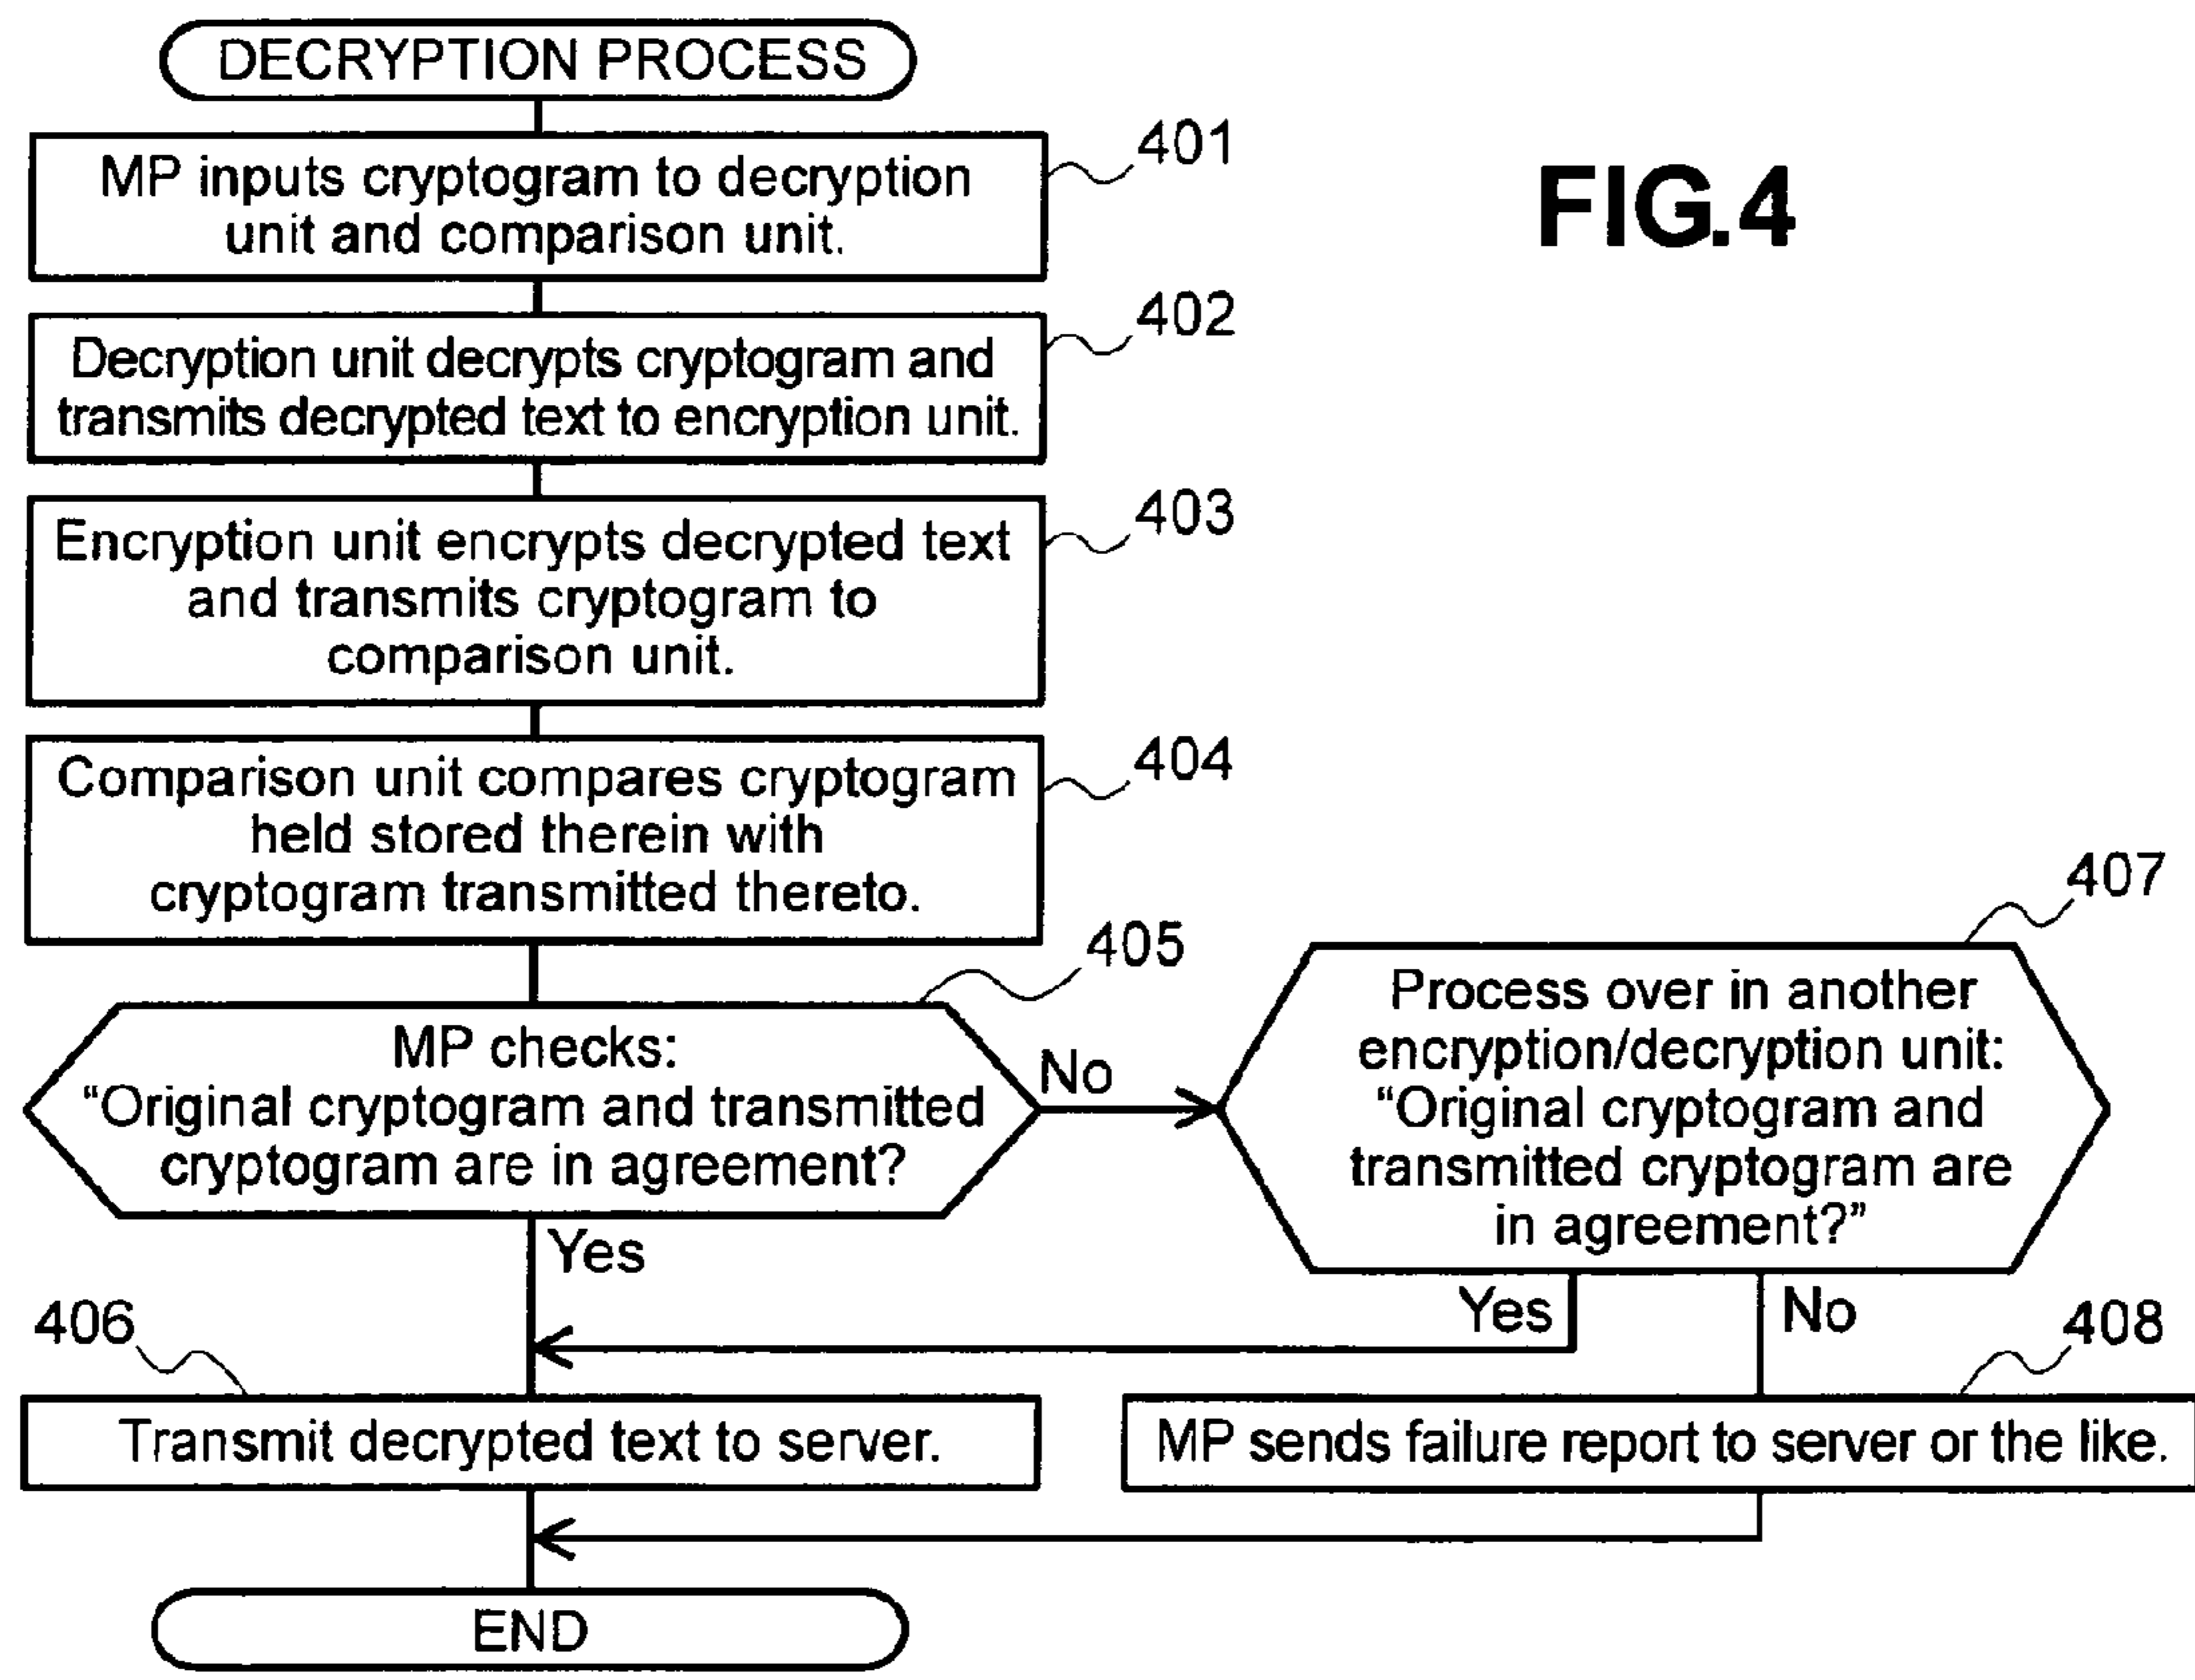 DECRYPTION PROCESS
401
MP inputs cryptogram to decryption
unit and comparison unit.
FIG.4
402
Decryption unit decrypts cryptogram and
transmits decrypted text to encryption unit.
403
Encryption unit encrypts decrypted text
and transmits cryptogram to
comparison unit.
404
Comparison unit compares cryptogram
held stored therein with
cryptogram transmitted thereto.
405
MP checks:
“Original cryptogram and transmitted
cryptogram are in agreement?
No
Yes
407
Process over in another
encryption/decryption unit:
“Original cryptogram and
transmitted cryptogram are
in agreement?”
Yes
No
406
Transmit decrypted text to server.
408
MP sends failure report to server or the like.
END